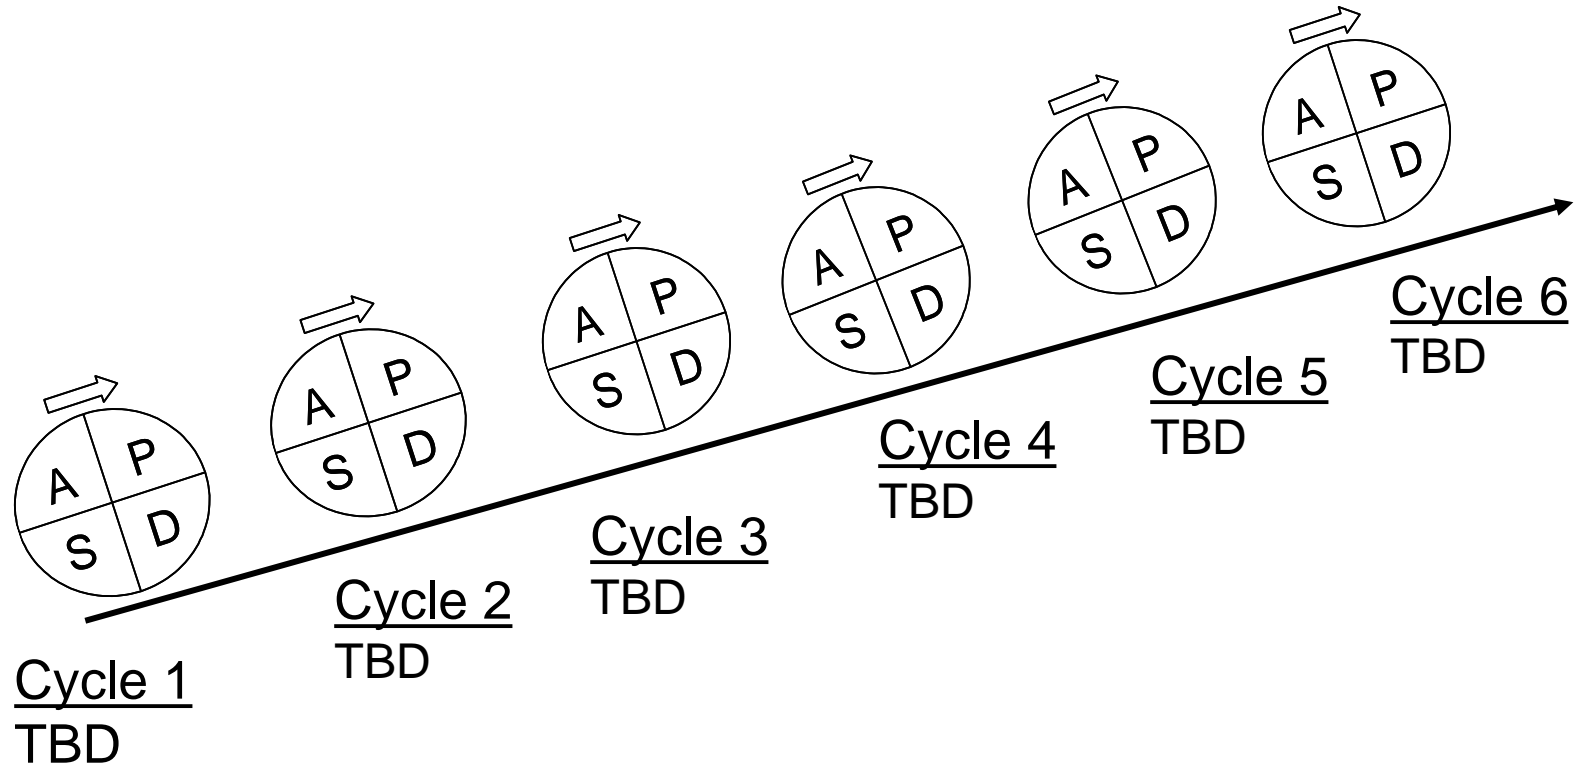 A P
S D
Cycle 1
TBD
A P
S D
Cycle 2
TBD
A P
S D
Cycle 3
TBD
A P
S D
Cycle 4
TBD
A P
S D
Cycle 5
TBD
A P
S D
Cycle 6
TBD